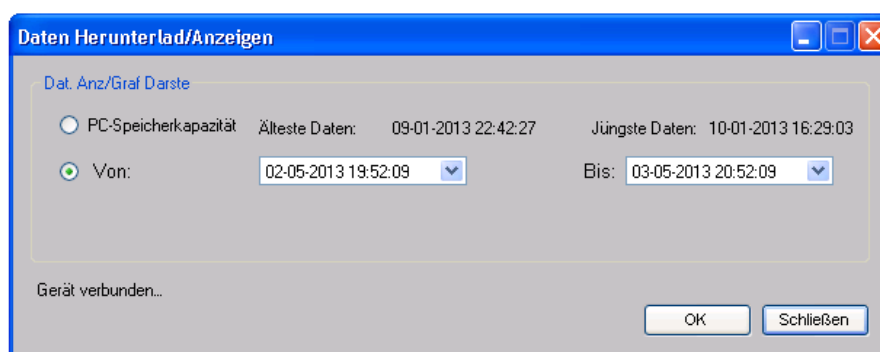 Daten Herunterlad/Anzeigen
Dat. Anz/Graf Darste
PC-Speicherkapazität Älteste Daten: 09-01-2013 22:42:27 Jüngste Daten: 10-01-2013 16:29:03
Von: 02-05-2013 19:52:09 Bis: 03-05-2013 20:52:09
Gerät verbunden...
OK Schließen